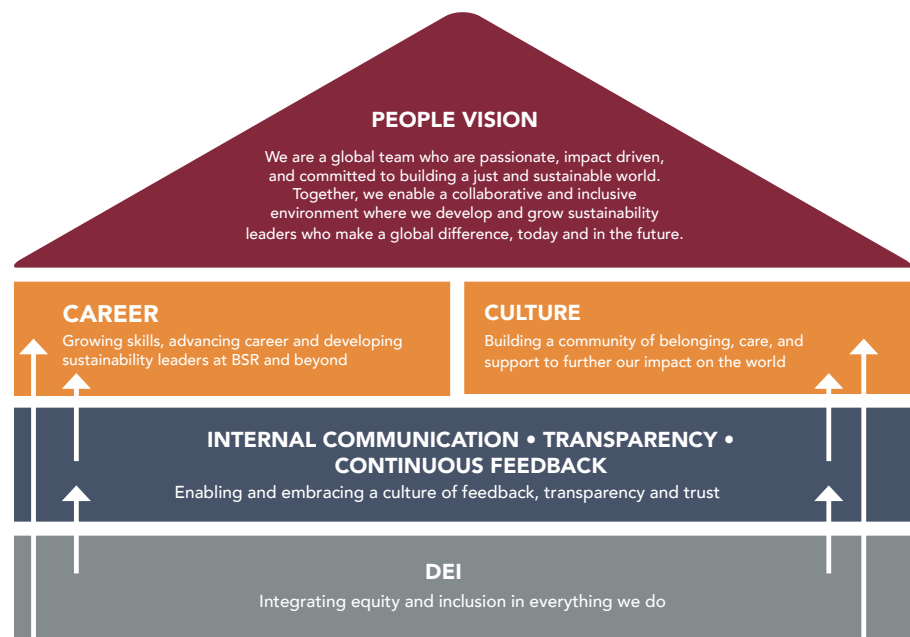 PEOPLE VISION
We are a global team who are passionate, impact driven,
and committed to building a just and sustainable world.
Together, we enable a collaborative and inclusive
environment where we develop and grow sustainability
leaders who make a global difference, today and in the future.
CAREER
Growing skills, advancing career and developing
sustainability leaders at BSR and beyond
CULTURE
Building a community of belonging, care, and
support to further our impact on the world
INTERNAL COMMUNICATION • TRANSPARENCY •
CONTINUOUS FEEDBACK
Enabling and embracing a culture of feedback, transparency and trust
DEI
Integrating equity and inclusion in everything we do